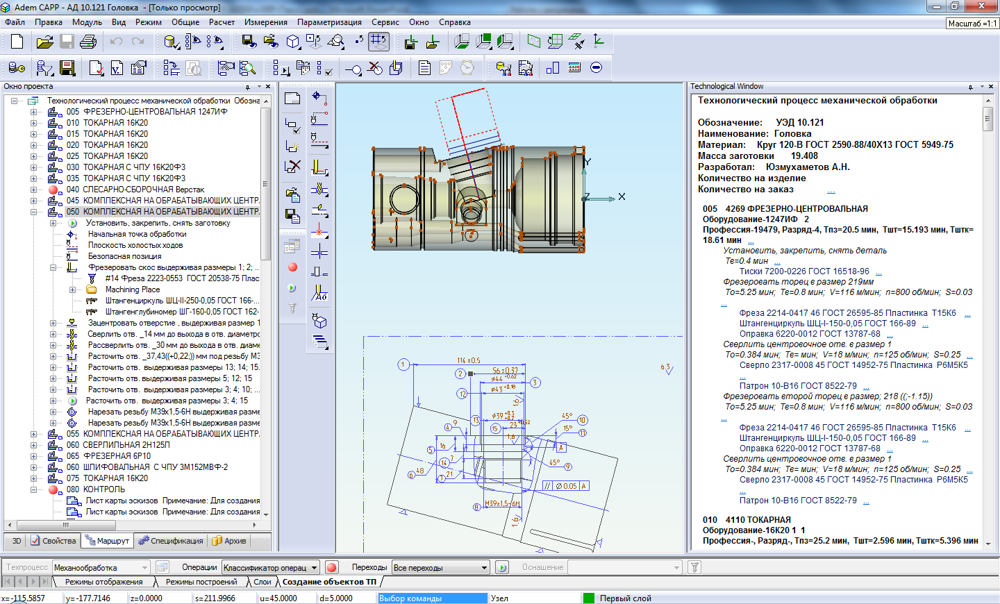 Adem CAPP - АД 10.121 Головка - [Только просмотр]
Файл Правка Модуль Вид Режим Общие Расчет Измерения Параметризация Сервис Окно Справка
Масштаб =1:1
Окно проекта
Технологический процесс механической обработки Обозна
005 ФРЕЗЕРНО-ЦЕНТРОВАЛЬНАЯ 1247ИФ
010 ТОКАРНАЯ 16К20
015 ТОКАРНАЯ 16К20
020 ТОКАРНАЯ 16К20
025 ТОКАРНАЯ 16К20
030 ТОКАРНАЯ С ЧПУ 16К20Ф3
035 ТОКАРНАЯ С ЧПУ 16К20Ф3
040 СЛЕСАРНО-СБОРОЧНАЯ Верстак
045 КОМПЛЕКСНАЯ НА ОБРАБАТЫВАЮЩИХ ЦЕНТР.
050 КОМПЛЕКСНАЯ НА ОБРАБАТЫВАЮЩИХ ЦЕНТР.
Установить, закрепить, снять заготовку
Начальная точка обработки
Плоскость холостых ходов
Безопасная позиция
Фрезеровать скос выдерживая размеры 1; 2; ..
#14 Фреза 2223-0553 ГОСТ 20538-75 Плас
Machining Place
Штангенциркуль ШЦ-II-250-0,05 ГОСТ 166-...
Штангенглубиномер ШГ-160-0,05 ГОСТ 162-
Зацентровать отверстие , выдерживая размер 1
Сверлить отв. _14 мм до выхода в отв. диаметро
Рассверлить отв. _30 мм до выхода в отв. диаме
Расточить отв. _37,43((+0,22;)) мм под резьбу М3
Расточить отв. выдерживая размеры 13; 14; 15.
Расточить отв. выдерживая размеры 5; 12; 15
Расточить отв. выдерживая размеры 3; 4; 10; ..
Расточить отв. выдерживая размеры 3; 4; 15
Нарезать резьбу М39х1,5-6Н выдерживая разме
Нарезать резьбу М39х1,5-6Н выдерживая разме
055 КОМПЛЕКСНАЯ НА ОБРАБАТЫВАЮЩИХ ЦЕНТР.
060 СВЕРЛИЛЬНАЯ 2Н125Л
065 ФРЕЗЕРНАЯ 6Р10
060 ШЛИФОВАЛЬНАЯ С ЧПУ 3М152МВФ-2
075 ТОКАРНАЯ 16К20
080 КОНТРОЛЬ
Лист карты эскизов Примечание: Для создания
Лист карты эскизов Примечание: Для создания
3D Свойства Маршрут Спецификация Архив
Y
Z X
1 114 ±0.5
2 56 ±0.37
6.3
ø44 +0.62 3
12 ø43 +0.16
1.6
ø39 +0.3 +0.2
45° 10
4 9 13 15 23 +0.52
15° 11
1,6
5 16 A
14 7 45° 9
6 48 7 21
// ø 0.05 A
8 М39х1,5-6Н
1.6
Technological Window
Технологический процесс механической обработки
Обозначение: УЭД 10.121
Наименование: Головка
Материал: Круг 120-В ГОСТ 2590-88/40Х13 ГОСТ 5949-75
Масса заготовки 19.408
Разработал: Юзмухаметов А.Н.
Количество на изделие
Количество на заказ ...
005 4269 ФРЕЗЕРНО-ЦЕНТРОВАЛЬНАЯ
Оборудование-1247ИФ 2
Профессия-19479, Разряд-4, Тпз=20.5 мин, Тшт=15.193 мин, Тштк=
18.61 мин ...
Установить, закрепить, снять деталь
Те=0.4 мин ...
Тиски 7200-0226 ГОСТ 16518-96 ...
Фрезеровать торец в размер 219мм
То=5.25 мин; Те=0.8 мин; V=116 м/мин; n=800 об/мин; S=0.03
...
Фреза 2214-0417 46 ГОСТ 26595-85 Пластинка Т15К6 ...
Штангенциркуль ШЦ-I-150-0,05 ГОСТ 166-89 ...
Оправка 6220-0012 ГОСТ 13787-68 ...
Сверлить центровочное отв. в размер 1
То=0.384 мин; Те= мин; V=18 м/мин; n=125 об/мин; S=0.25 ...
Сверло 2317-0008 45 ГОСТ 14952-75 Пластинка Р6М5К5
...
Патрон 10-В16 ГОСТ 8522-79 ...
Фрезеровать второй торец в размер; 218 ((;-1.15))
То=5.25 мин; Те=0.8 мин; V=116 м/мин; n=800 об/мин; S=0.03
...
Фреза 2214-0417 46 ГОСТ 26595-85 Пластинка Т15К6 ...
Штангенциркуль ШЦ-I-150-0,05 ГОСТ 166-89 ...
Оправка 6220-0012 ГОСТ 13787-68 ...
Сверлить центровочное отв. в размер 1
То=0.384 мин; Те= мин; V=18 м/мин; n=125 об/мин; S=0.25 ...
Сверло 2317-0008 45 ГОСТ 14952-75 Пластинка Р6М5К5
...
Патрон 10-В16 ГОСТ 8522-79 ...
010 4110 ТОКАРНАЯ
Оборудование-16К20 1 1
Профессия-, Разряд-, Тпз=25.2 мин, Тшт=2.596 мин, Тштк=5.396 мин
Техпроцесс Механообработка Операции Классификатор операц Переходы Все переходы Оснащение
Режимы отображения Режимы построений Слои Создание объектов ТП
x=-115.5857 y=-177.7146 z=0.0000 s=211.9966 u=45.0000 d=5.0000 Выбор команды Узел Первый слой